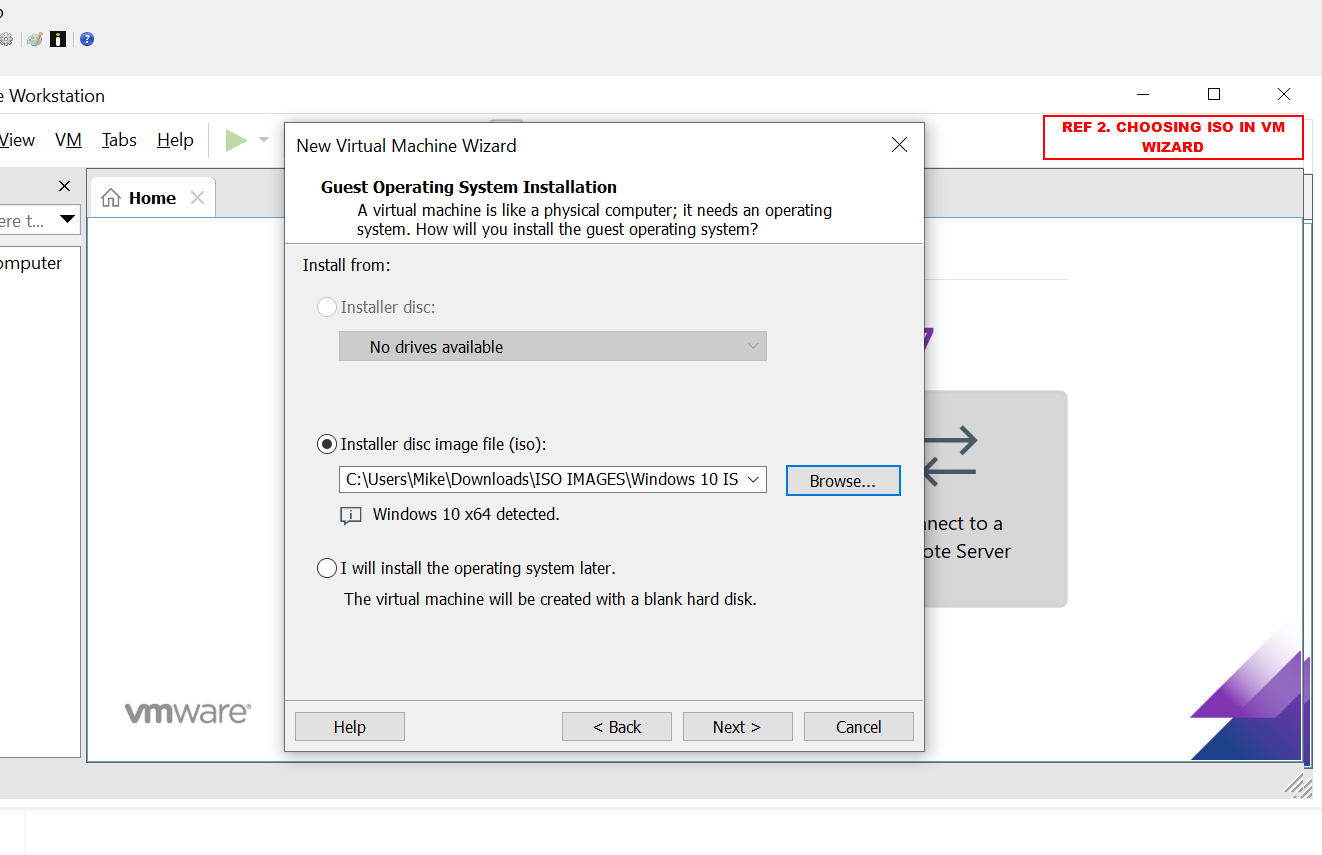 Workstation
REF 2. CHOOSING ISO IN VM
WIZARD
View VM Tabs Help
New Virtual Machine Wizard
Home
Guest Operating System Installation
A virtual machine is like a physical computer; it needs an operating
system. How will you install the guest operating system?
Install from:
Installer disc:
No drives available
Installer disc image file (iso):
C:\Users\Mike\Downloads\ISO IMAGES\Windows 10 IS
Browse...
Windows 10 x64 detected.
to a
Server
I will install the operating system later.
The virtual machine will be created with a blank hard disk.
vmware®
Help
< Back
Next >
Cancel